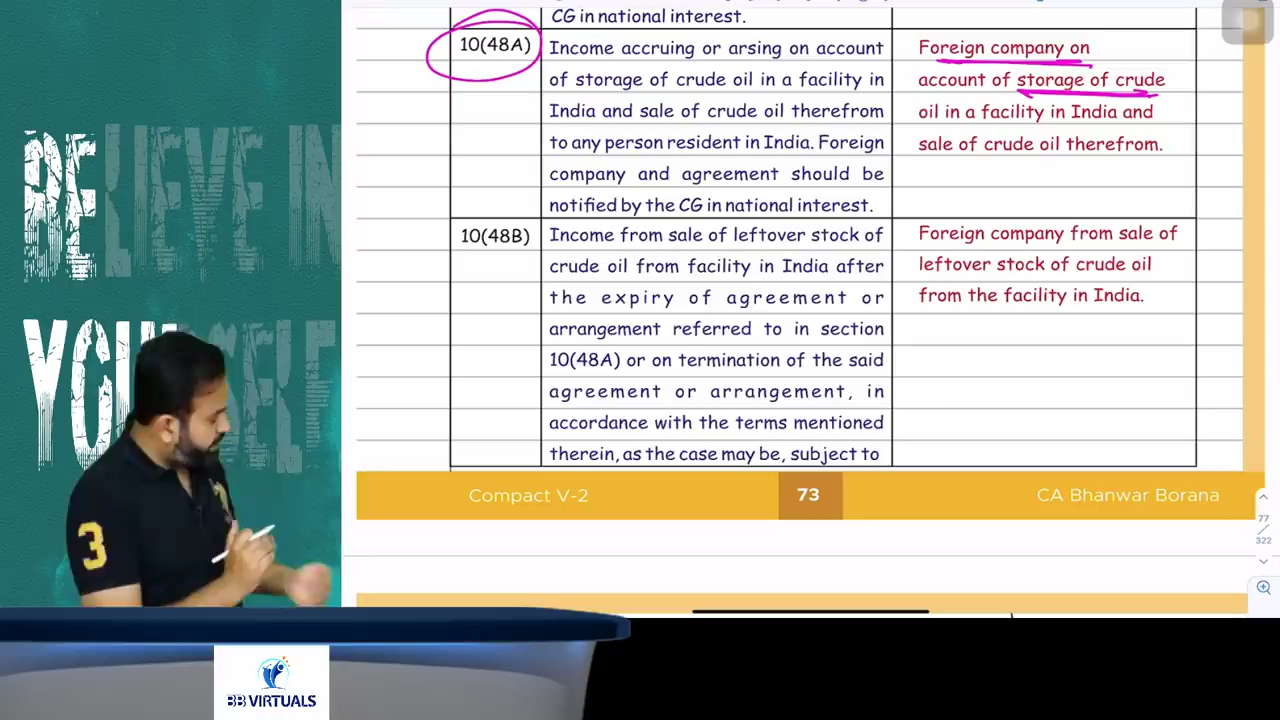 BELIEVE IN
YOURSELF
3
CG in national interest.
10(48A)
Income accruing or arsing on account
of storage of crude oil in a facility in
India and sale of crude oil therefrom
to any person resident in India. Foreign
company and agreement should be
notified by the CG in national interest.
Foreign company on
account of storage of crude
oil in a facility in India and
sale of crude oil therefrom.
10(48B)
Income from sale of leftover stock of
crude oil from facility in India after
the expiry of agreement or
arrangement referred to in section
10(48A) or on termination of the said
agreement or arrangement, in
accordance with the terms mentioned
therein, as the case may be, subject to
Foreign company from sale of
leftover stock of crude oil
from the facility in India.
Compact V-2
73
CA Bhanwar Borana
77
/
322
BB VIRTUALS